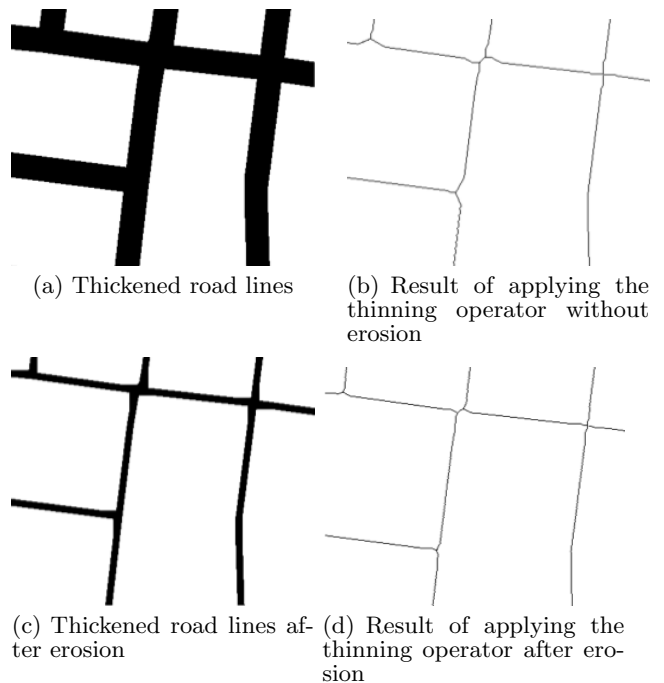 (a) Thickened road lines
(b) Result of applying the
thinning operator without
erosion
(c) Thickened road lines af-
ter erosion
(d) Result of applying the
thinning operator after ero-
sion